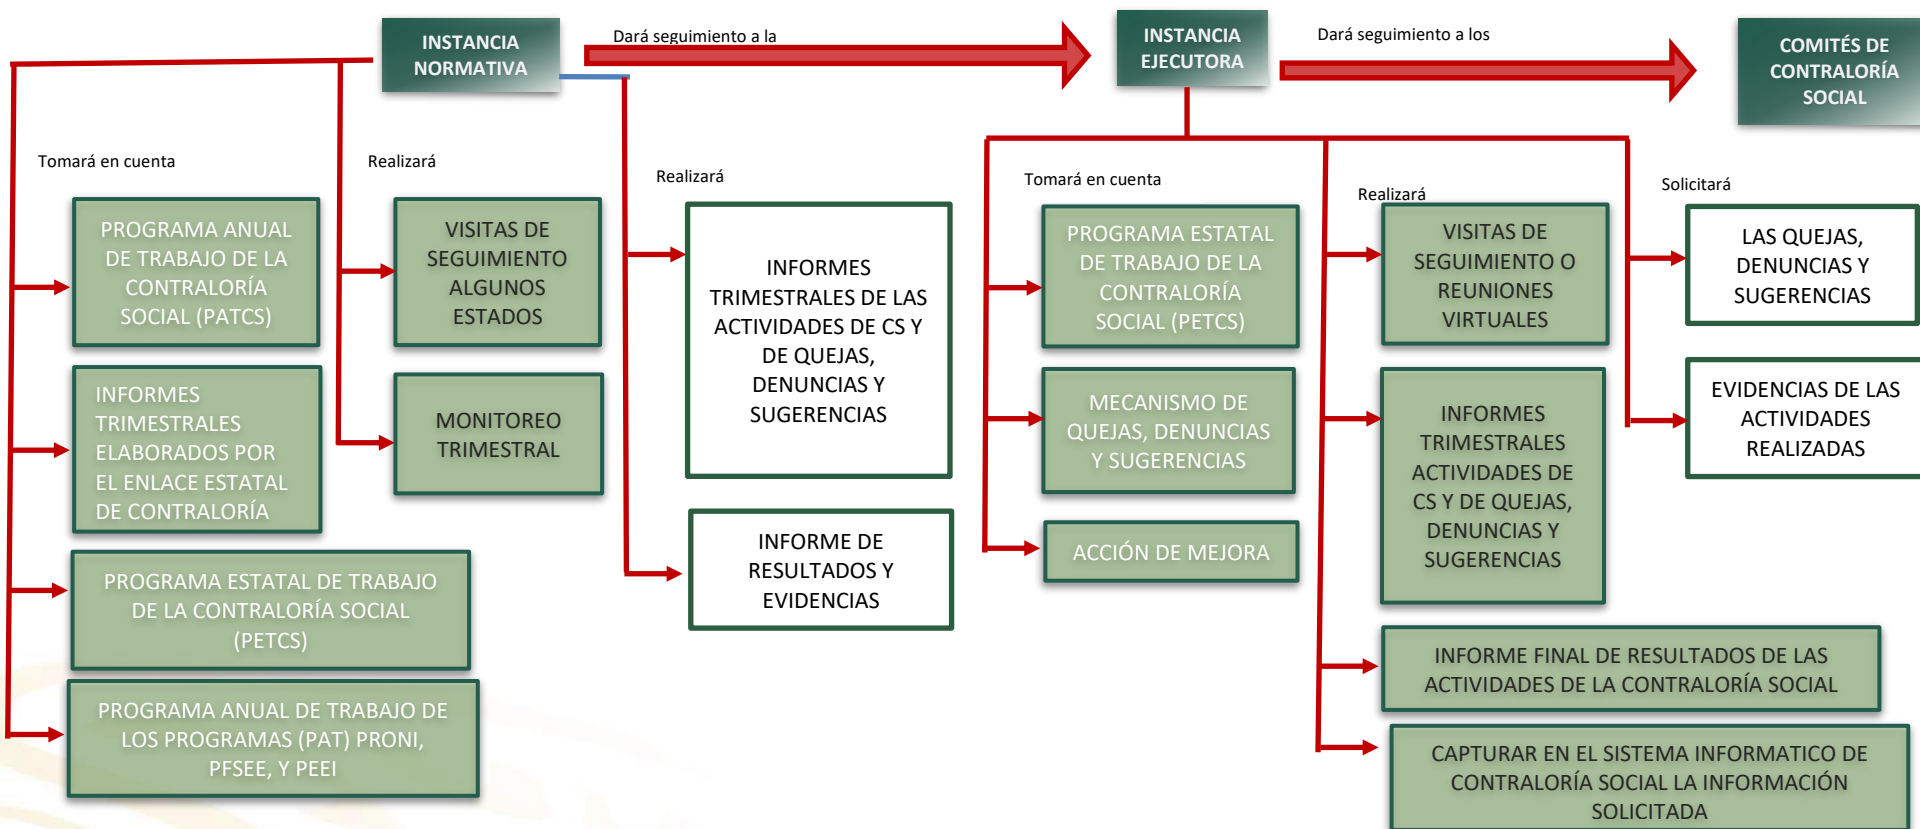 INSTANCIA
NORMATIVA
Dará seguimiento a la
INSTANCIA
EJECUTORA
Dará seguimiento a los
COMITÉS DE
CONTRALORÍA
SOCIAL
Tomará en cuenta
PROGRAMA ANUAL
DE TRABAJO DE LA
CONTRALORÍA
SOCIAL (PATCS)
INFORMES
TRIMESTRALES
ELABORADOS POR
EL ENLACE ESTATAL
DE CONTRALORÍA
PROGRAMA ESTATAL DE TRABAJO
DE LA CONTRALORÍA SOCIAL
(PETCS)
PROGRAMA ANUAL DE TRABAJO DE
LOS PROGRAMAS (PAT) PRONI,
PFSEE, Y PEEI
Realizará
VISITAS DE
SEGUIMIENTO
ALGUNOS
ESTADOS
MONITOREO
TRIMESTRAL
Realizará
INFORMES
TRIMESTRALES DE LAS
ACTIVIDADES DE CS Y
DE QUEJAS,
DENUNCIAS Y
SUGERENCIAS
INFORME DE
RESULTADOS Y
EVIDENCIAS
Tomará en cuenta
PROGRAMA ESTATAL
DE TRABAJO DE LA
CONTRALORÍA
SOCIAL (PETCS)
MECANISMO DE
QUEJAS, DENUNCIAS
Y SUGERENCIAS
ACCIÓN DE MEJORA
Realizará
VISITAS DE
SEGUIMIENTO O
REUNIONES
VIRTUALES
INFORMES
TRIMESTRALES
ACTIVIDADES DE
CS Y DE QUEJAS,
DENUNCIAS Y
SUGERENCIAS
INFORME FINAL DE RESULTADOS DE LAS
ACTIVIDADES DE LA CONTRALORÍA SOCIAL
CAPTURAR EN EL SISTEMA INFORMATICO DE
CONTRALORÍA SOCIAL LA INFORMACIÓN
SOLICITADA
Solicitará
LAS QUEJAS,
DENUNCIAS Y
SUGERENCIAS
EVIDENCIAS DE LAS
ACTIVIDADES
REALIZADAS